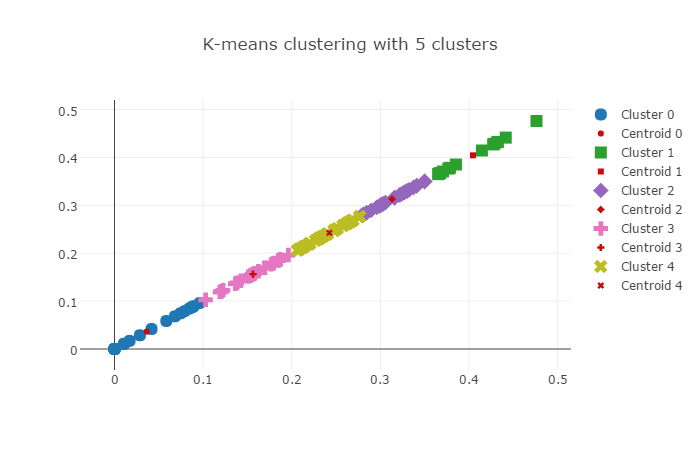 K-means clustering with 5 clusters
0.5
0.4
0.3
0.2
0.1
0
0
0.1
0.2
0.3
0.4
0.5
Cluster 0
Centroid 0
Cluster 1
Centroid 1
Cluster 2
Centroid 2
Cluster 3
Centroid 3
Cluster 4
Centroid 4